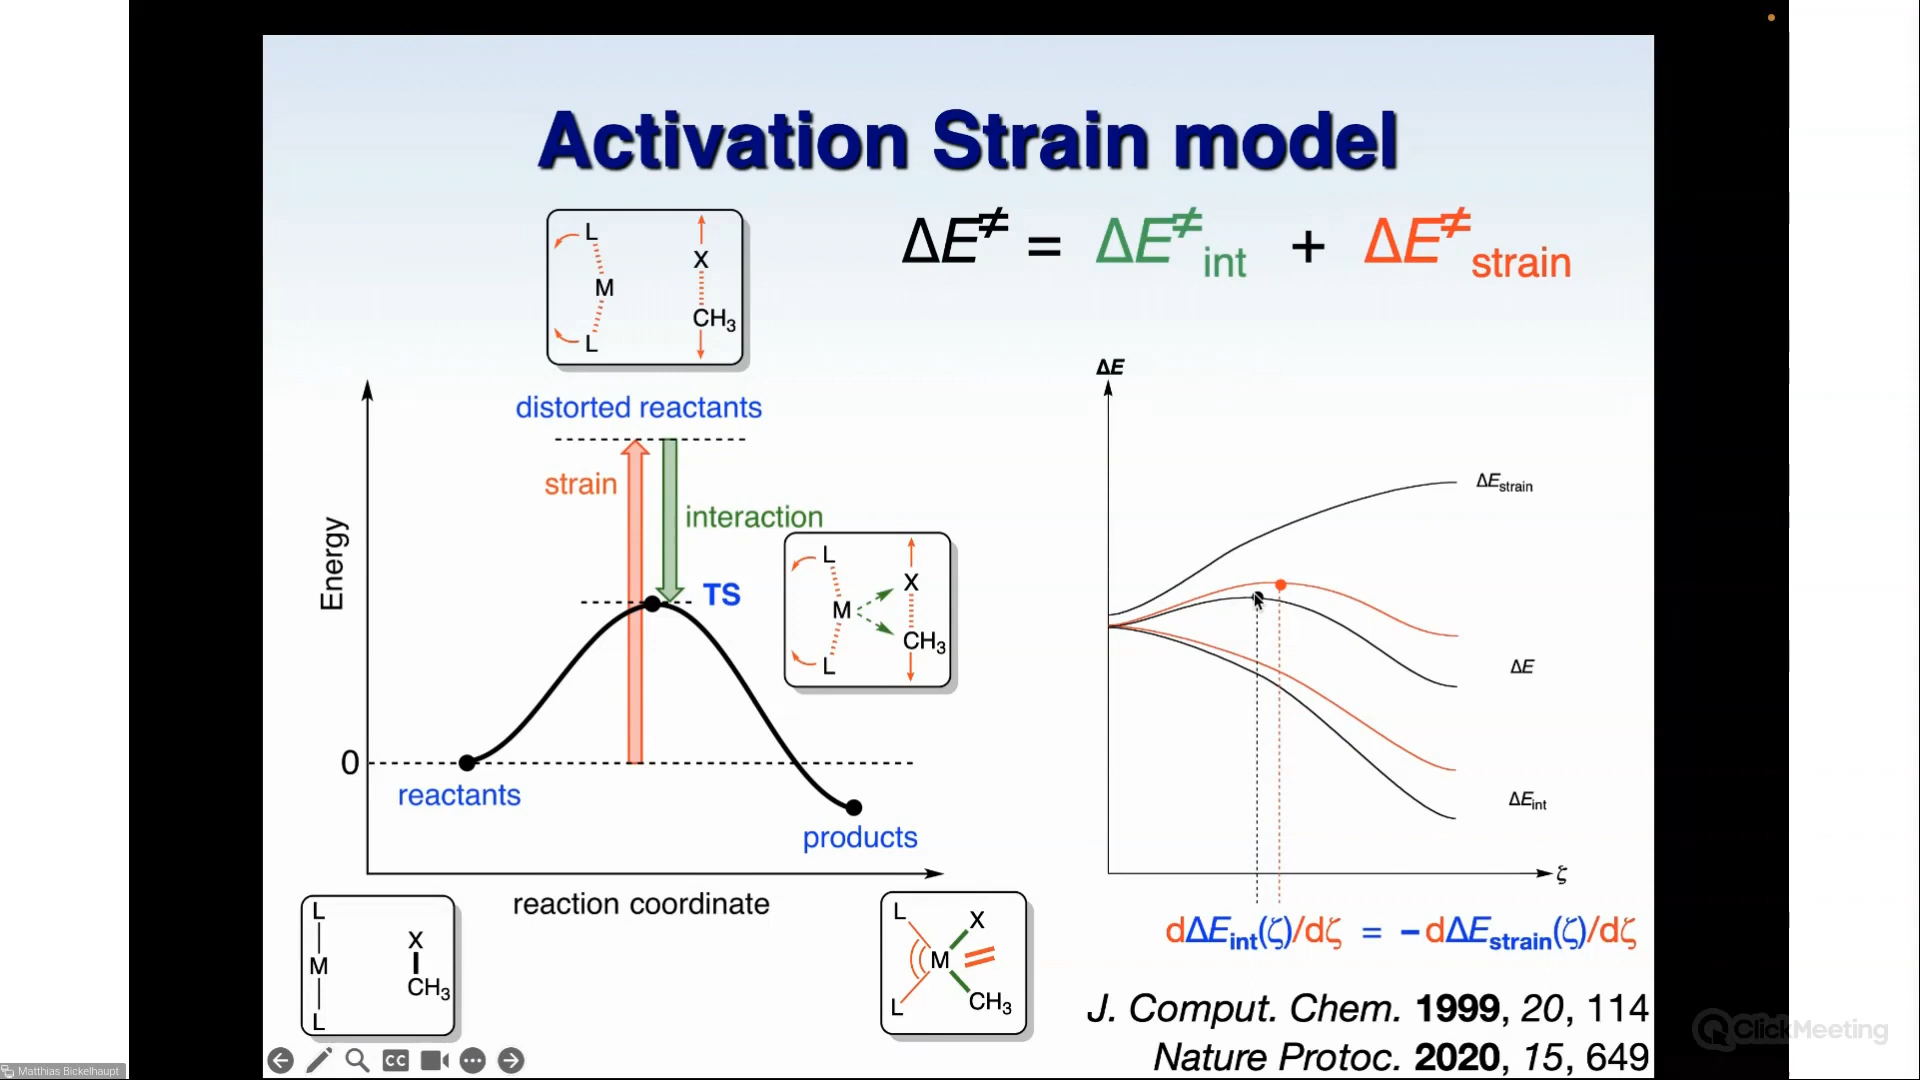 Activation Strain model
ΔE≠ = ΔE≠int + ΔE≠strain
L
M
L
X
CH3
distorted reactants
strain
interaction
TS
L
M
L
X
CH3
Energy
0
reactants
products
reaction coordinate
L
M
L
X
CH3
L
X
M
L
CH3
ΔE
ΔEstrain
ΔE
ΔEint
ζ
dΔEint(ζ)/dζ = –dΔEstrain(ζ)/dζ
J. Comput. Chem. 1999, 20, 114
Nature Protoc. 2020, 15, 649
CC
ClickMeeting
Matthias Bickelhaupt